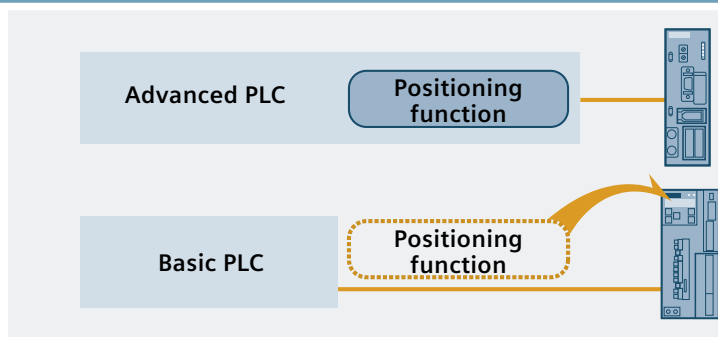 Advanced PLC
Positioning
function
Basic PLC
Positioning
function